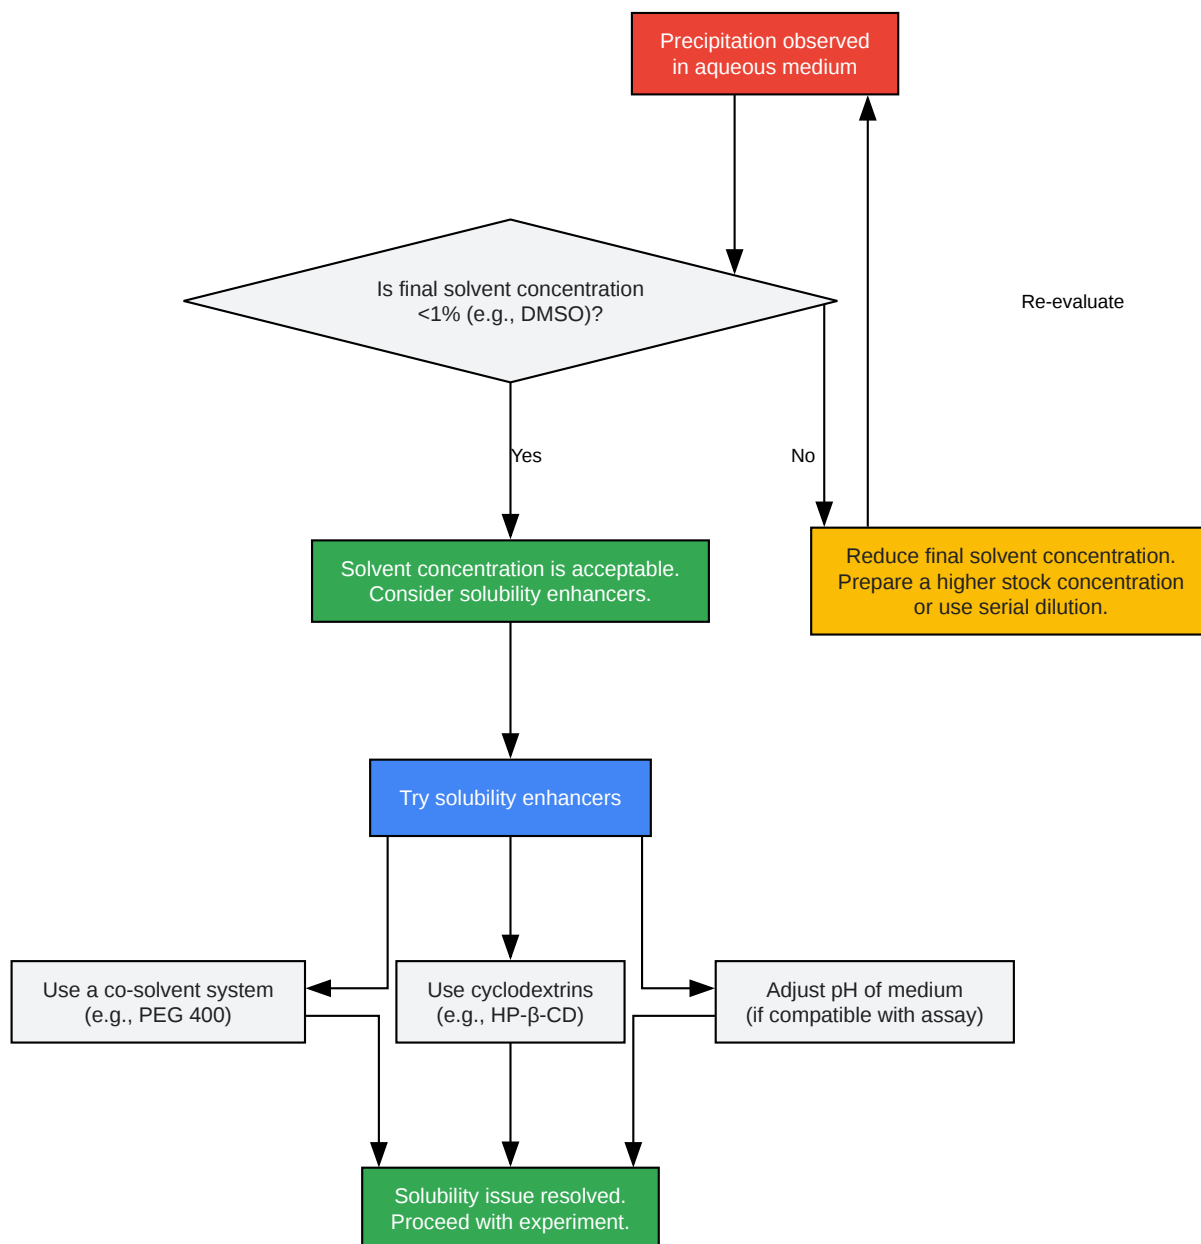 Precipitation observed
in aqueous medium
Is final solvent concentration
<1% (e.g., DMSO)?
Re-evaluate
Yes
No
Solvent concentration is acceptable.
Consider solubility enhancers.
Reduce final solvent concentration.
Prepare a higher stock concentration
or use serial dilution.
Try solubility enhancers
Use a co-solvent system
(e.g., PEG 400)
Use cyclodextrins
(e.g., HP-β-CD)
Adjust pH of medium
(if compatible with assay)
Solubility issue resolved.
Proceed with experiment.